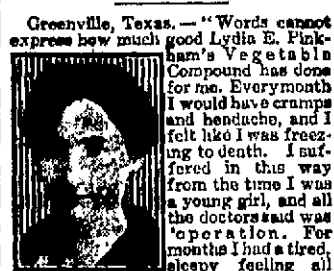 Greenville, Texas.—"Words cannot
express how much good Lydia E. Pink-
ham's Vegetable
Compound has done
for me. Every month
I would have cramps
and headache, and I
felt like I was freez-
ing to death. I suf-
fered in this way
from the time I was
a young girl, and all
the doctors said was
'operation. For
months I had a tired,
sleepy feeling all